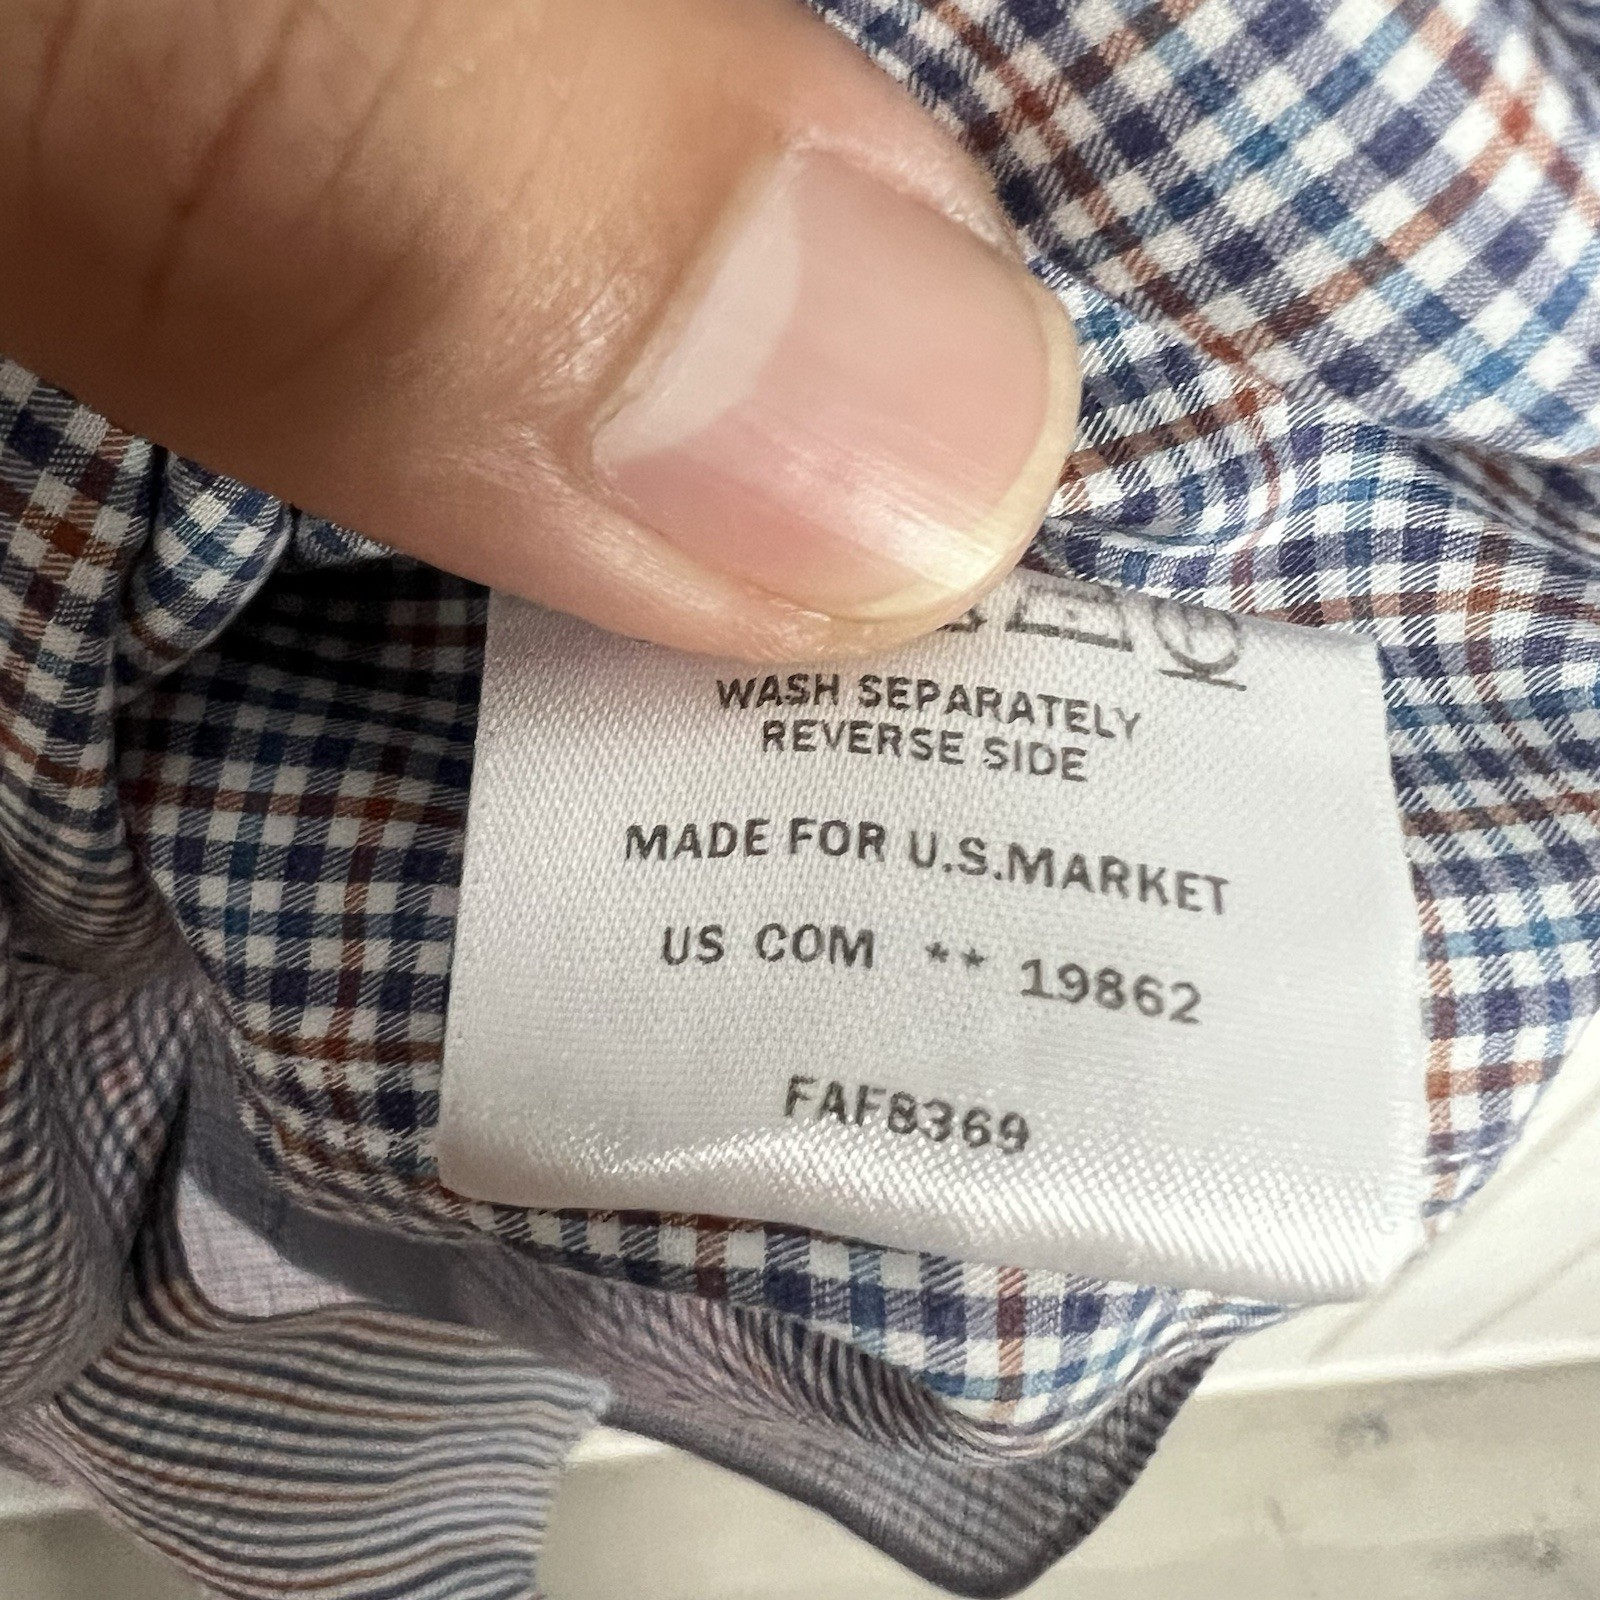 WASH SEPARATELY
REVERSE SIDE
MADE FOR U.S.MARKET
US COM ** 19862
FAF8369